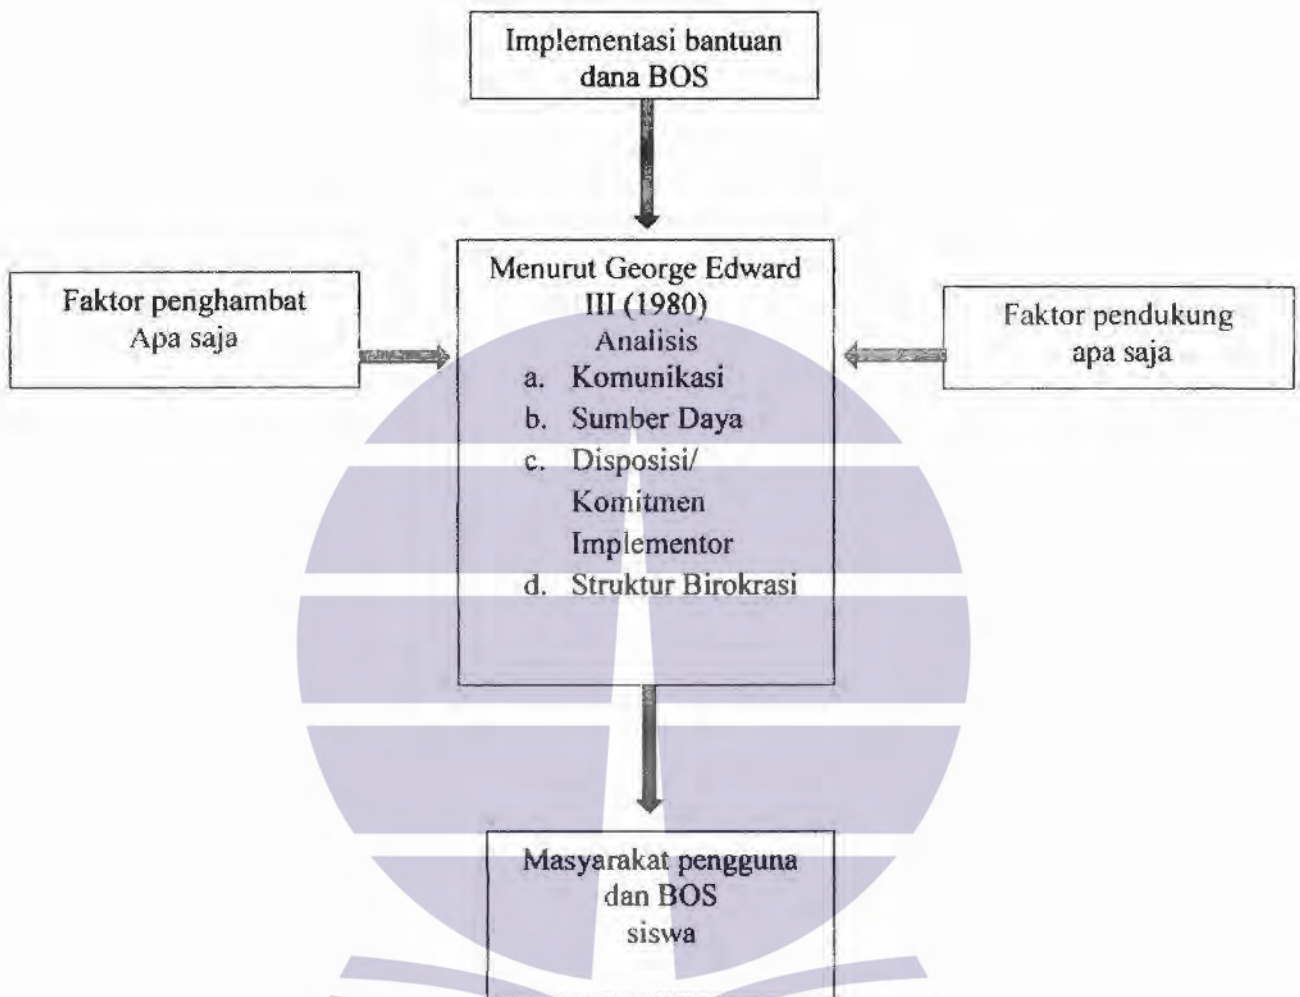 Implementasi bantuan
dana BOS
Faktor penghambat
Apa saja
Menurut George Edward
III (1980)
Analisis
a. Komunikasi
b. Sumber Daya
c. Disposisi/
Komitmen
Implementor
d. Struktur Birokrasi
Faktor pendukung
apa saja
Masyarakat pengguna
dan BOS
siswa